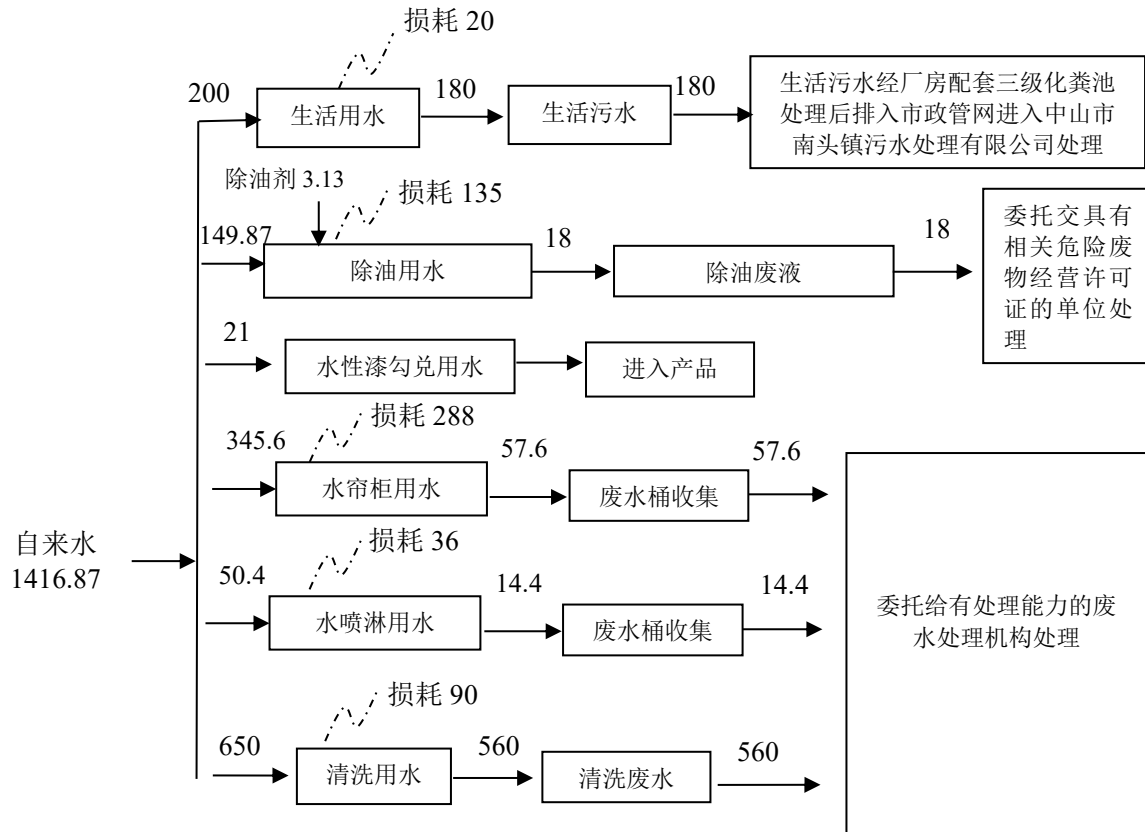 损耗 20
200
生活用水
180
生活污水
180
生活污水经厂房配套三级化粪池
处理后排入市政管网进入中山市
南头镇污水处理有限公司处理
除油剂 3.13
损耗 135
149.87
除油用水
18
除油废液
18
委托交具有
相关危险废
物经营许可
证的单位处
理
21
水性漆勾兑用水
进入产品
损耗 288
345.6
水帘柜用水
57.6
废水桶收集
57.6
自来水
1416.87
损耗 36
50.4
水喷淋用水
14.4
废水桶收集
14.4
委托给有处理能力的废
水处理机构处理
损耗 90
650
清洗用水
560
清洗废水
560